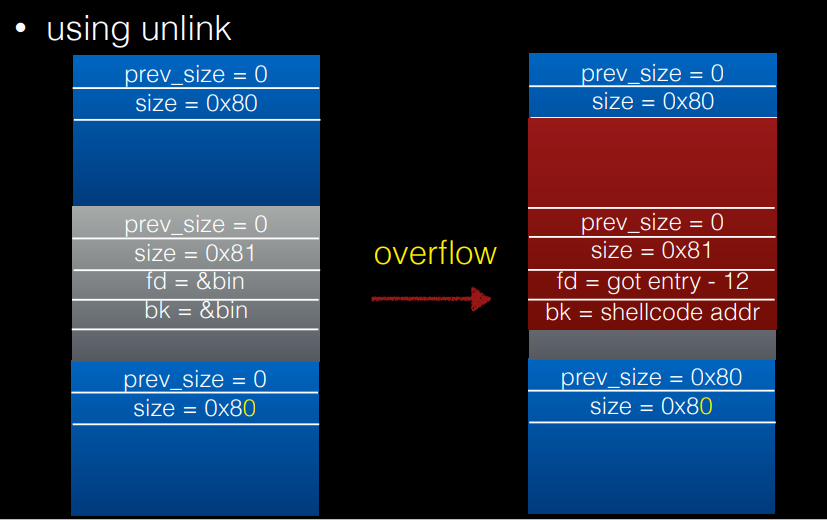 • using unlink
prev_size = 0
size = 0x80
prev_size = 0
size = 0x81
fd = &bin
bk = &bin
prev_size = 0
size = 0x80
overflow
prev_size = 0
size = 0x80
prev_size = 0
size = 0x81
fd = got entry - 12
bk = shellcode addr
prev_size = 0x80
size = 0x80